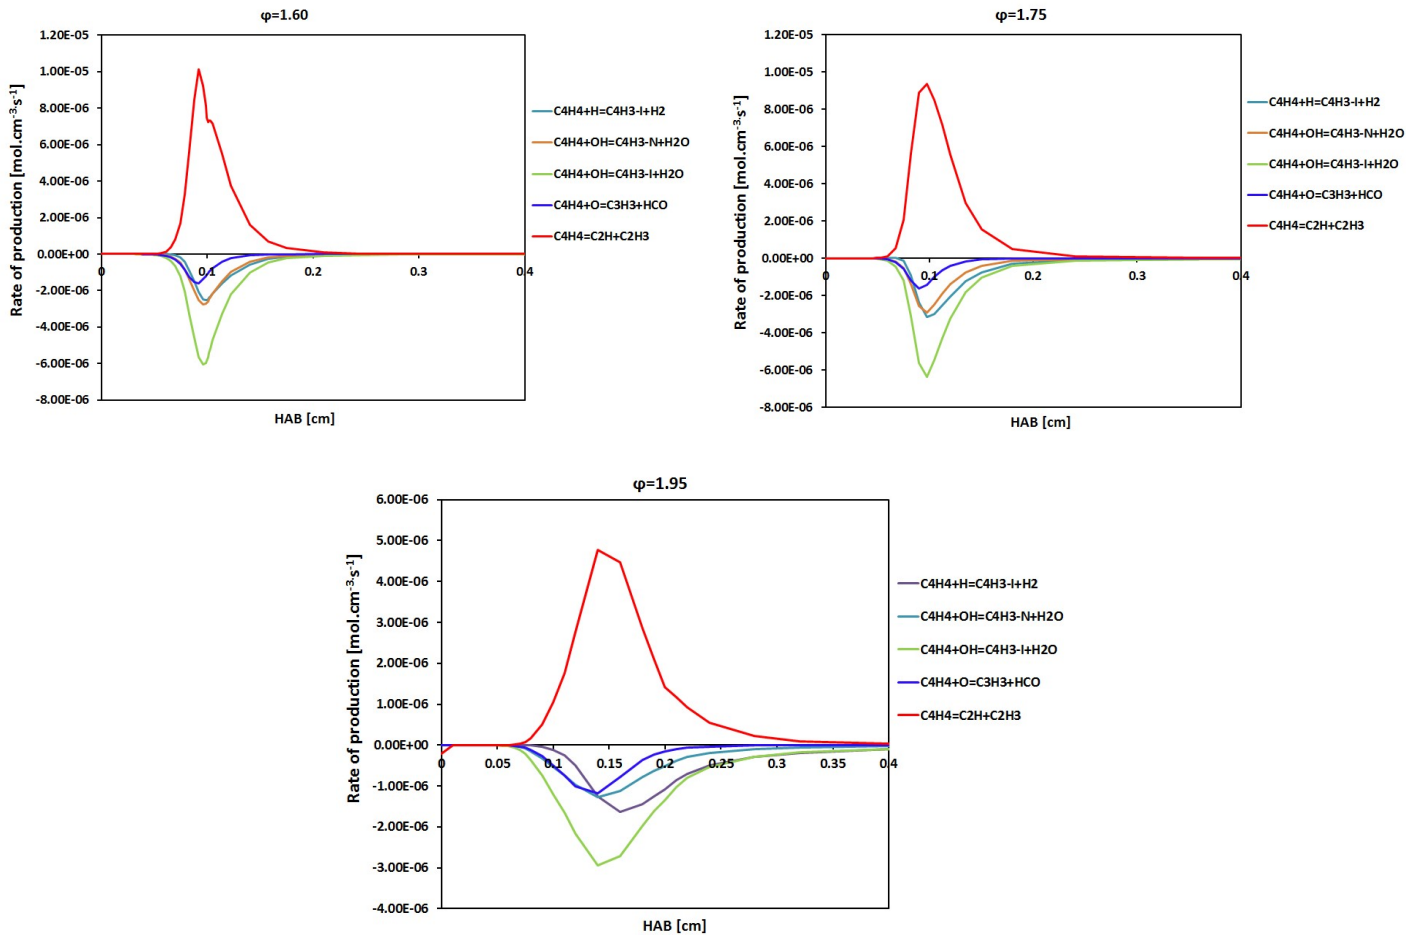 φ=1.60
1.20E-05
1.00E-05
8.00E-06
6.00E-06
4.00E-06
2.00E-06
0.00E+00
-2.00E-06
-4.00E-06
-6.00E-06
-8.00E-06
0
0.1
0.2
0.3
0.4
Rate of production [mol.cm-3.s-1]
HAB [cm]
C4H4+H=C4H3-I+H2
C4H4+OH=C4H3-N+H2O
C4H4+OH=C4H3-I+H2O
C4H4+O=C3H3+HCO
C4H4=C2H+C2H3
φ=1.75
1.20E-05
1.00E-05
8.00E-06
6.00E-06
4.00E-06
2.00E-06
0.00E+00
-2.00E-06
-4.00E-06
-6.00E-06
-8.00E-06
0
0.1
0.2
0.3
0.4
Rate of production [mol.cm-3.s-1]
HAB [cm]
C4H4+H=C4H3-I+H2
C4H4+OH=C4H3-N+H2O
C4H4+OH=C4H3-I+H2O
C4H4+O=C3H3+HCO
C4H4=C2H+C2H3
φ=1.95
6.00E-06
5.00E-06
4.00E-06
3.00E-06
2.00E-06
1.00E-06
0.00E+00
-1.00E-06
-2.00E-06
-3.00E-06
-4.00E-06
0
0.05
0.1
0.15
0.2
0.25
0.3
0.35
0.4
Rate of production [mol.cm-3.s-1]
HAB [cm]
C4H4+H=C4H3-I+H2
C4H4+OH=C4H3-N+H2O
C4H4+OH=C4H3-I+H2O
C4H4+O=C3H3+HCO
C4H4=C2H+C2H3